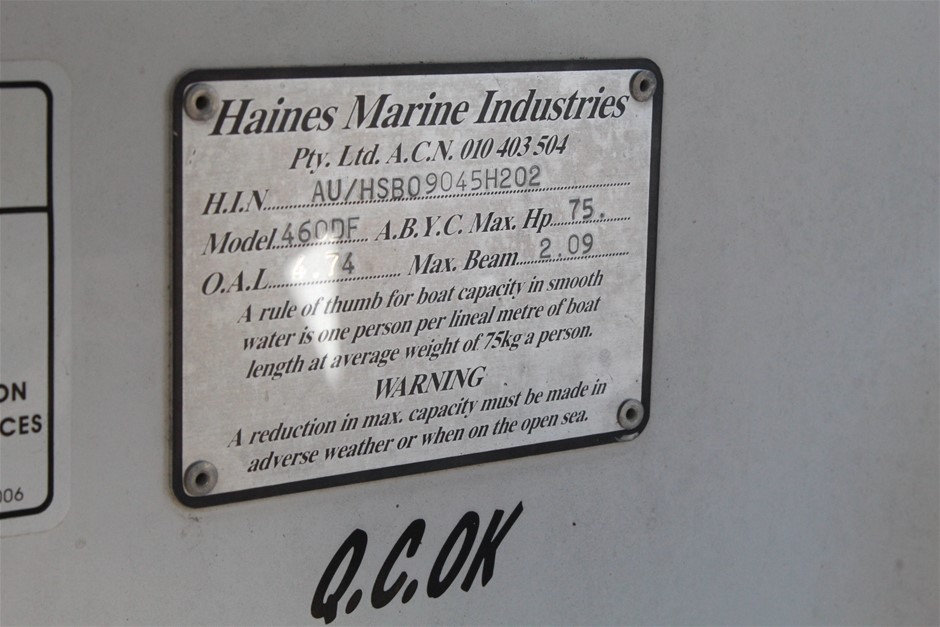 Haines Marine Industries
Pty. Ltd. A.C.N. 010 403 504
H.I.N. AU/HSB09045H202
Model 460DF A.B.Y.C. Max. Hp 75.
O.A.L. 4.74 Max. Beam 2.09
A rule of thumb for boat capacity in smooth
water is one person per lineal metre of boat
length at average weight of 75kg a person.
WARNING
A reduction in max. capacity must be made in
adverse weather or when on the open sea.
ON
CES
006
Q.C.OK